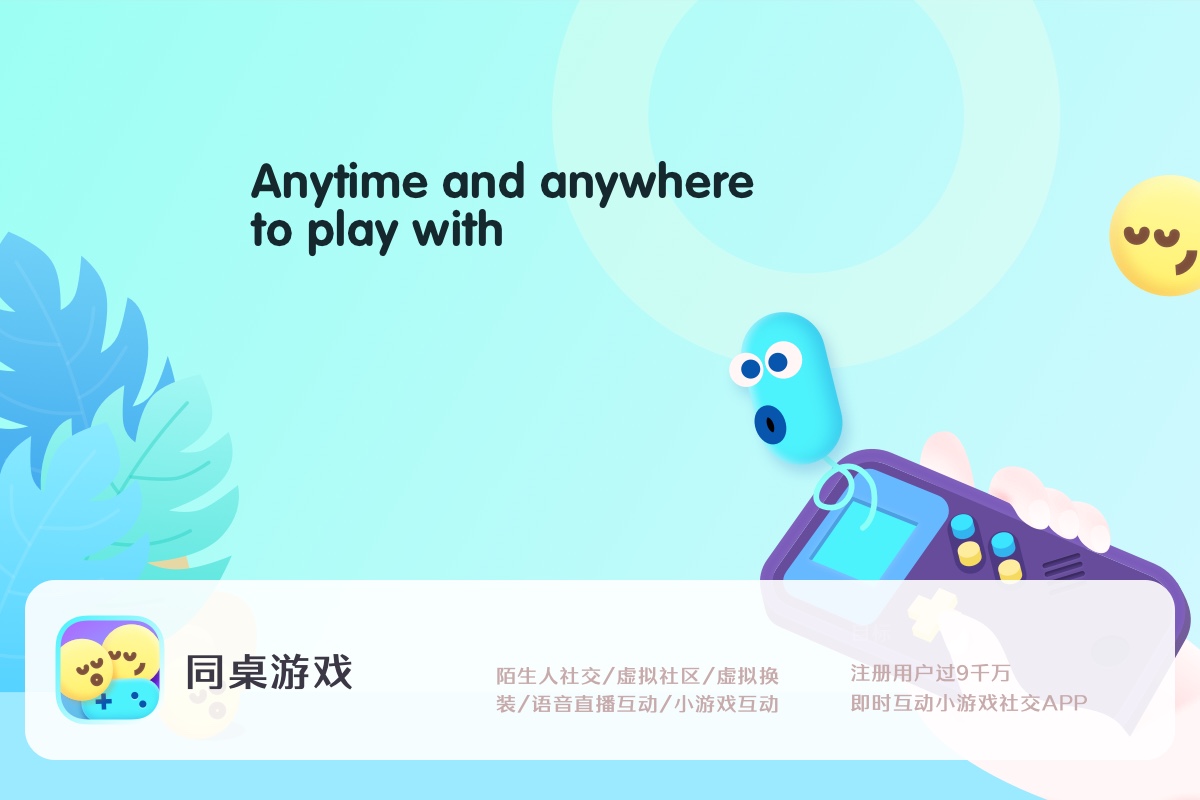 Anytime and anywhere
to play with
同桌游戏
陌生人社交/虚拟社区/虚拟换
装/语音直播互动/小游戏互动
注册用户过9千万
即时互动小游戏社交APP